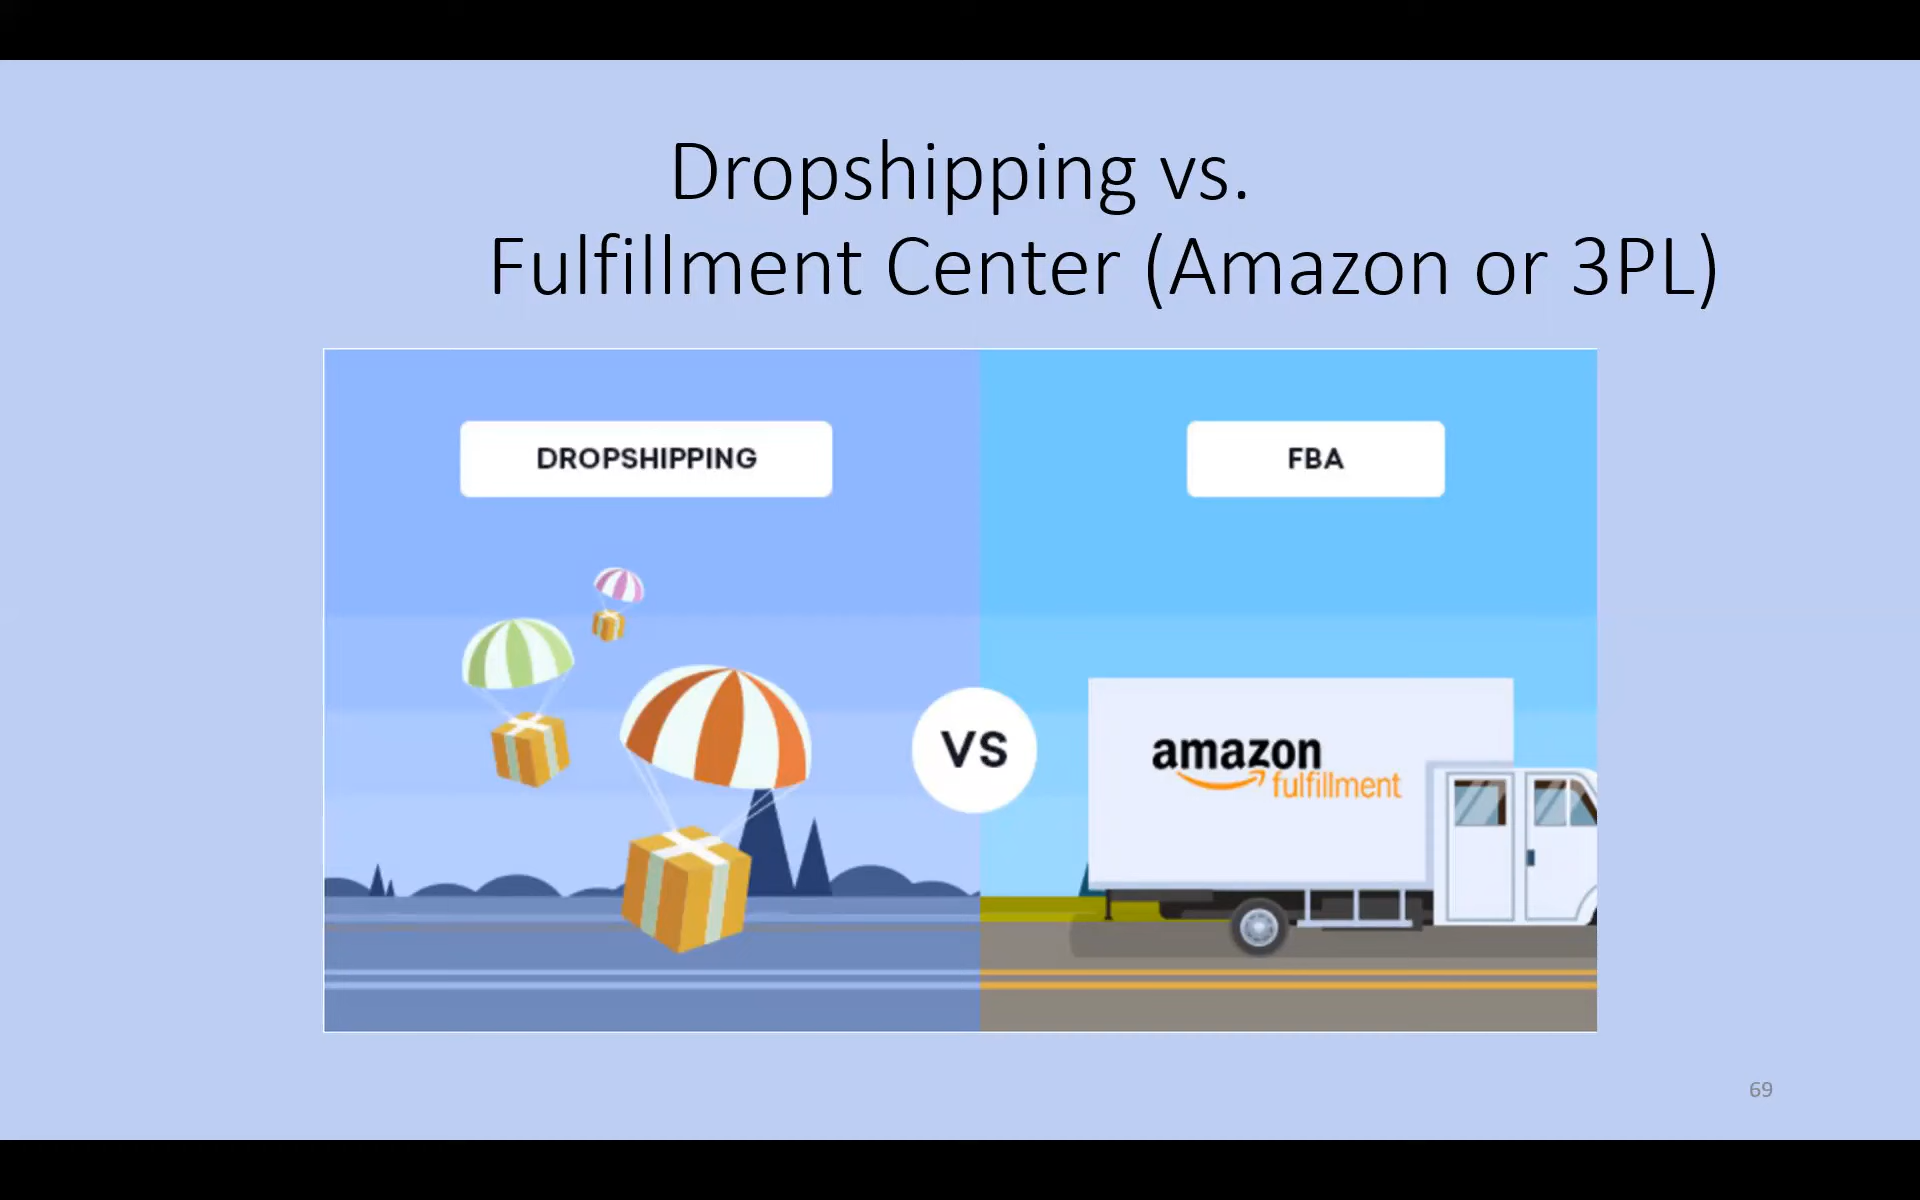 Dropshipping vs.
Fulfillment Center (Amazon or 3PL)
DROPSHIPPING
FBA
VS
amazon
fulfillment
69